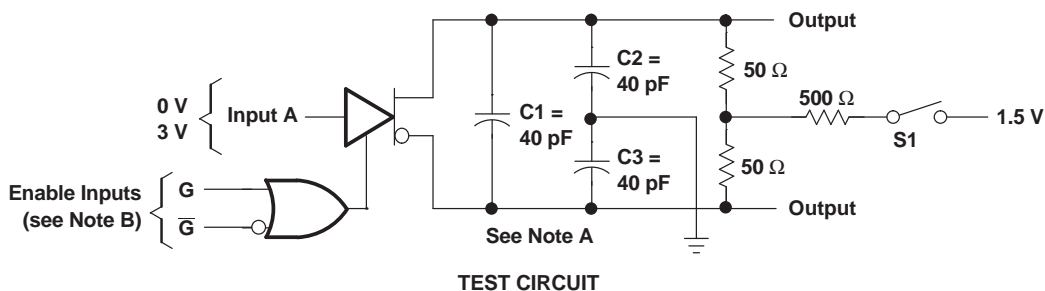 Output
C2 =
40 pF
50 Ω
0 V
3 V
Input A
C1 =
40 pF
500 Ω
1.5 V
S1
C3 =
40 pF
50 Ω
Enable Inputs
(see Note B)
G
G̅
Output
See Note A
TEST CIRCUIT